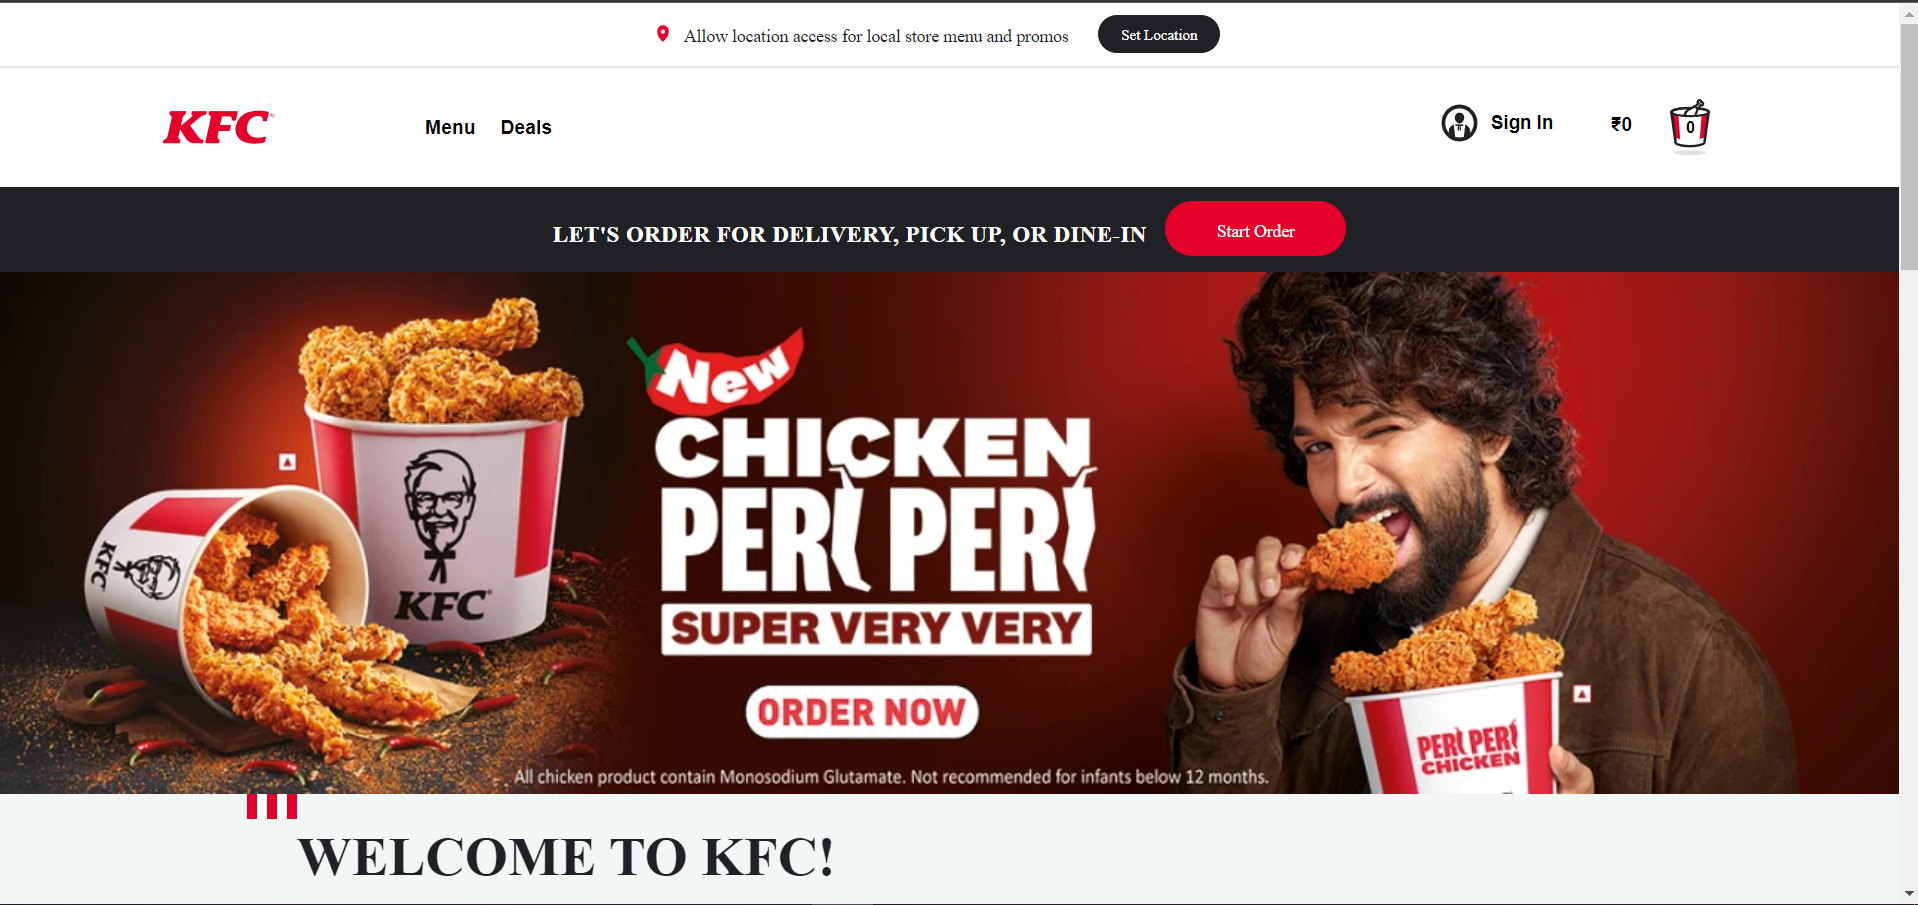 Allow location access for local store menu and promos
Set Location
KFC
Menu
Deals
Sign In
₹0
0
LET'S ORDER FOR DELIVERY, PICK UP, OR DINE-IN
Start Order
New
CHICKEN
PERI PERI
SUPER VERY VERY
ORDER NOW
KFC
KFC
PERI PERI
CHICKEN
All chicken product contain Monosodium Glutamate. Not recommended for infants below 12 months.
WELCOME TO KFC!